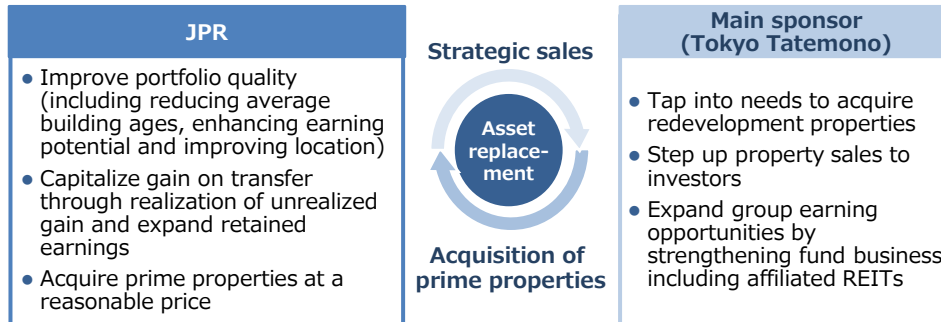 JPR
● Improve portfolio quality
(including reducing average
building ages, enhancing earning
potential and improving location)
● Capitalize gain on transfer
through realization of unrealized
gain and expand retained
earnings
● Acquire prime properties at a
reasonable price
Strategic sales
Asset
replace-
ment
Acquisition of
prime properties
Main sponsor
(Tokyo Tatemono)
● Tap into needs to acquire
redevelopment properties
● Step up property sales to
investors
● Expand group earning
opportunities by
strengthening fund business
including affiliated REITs